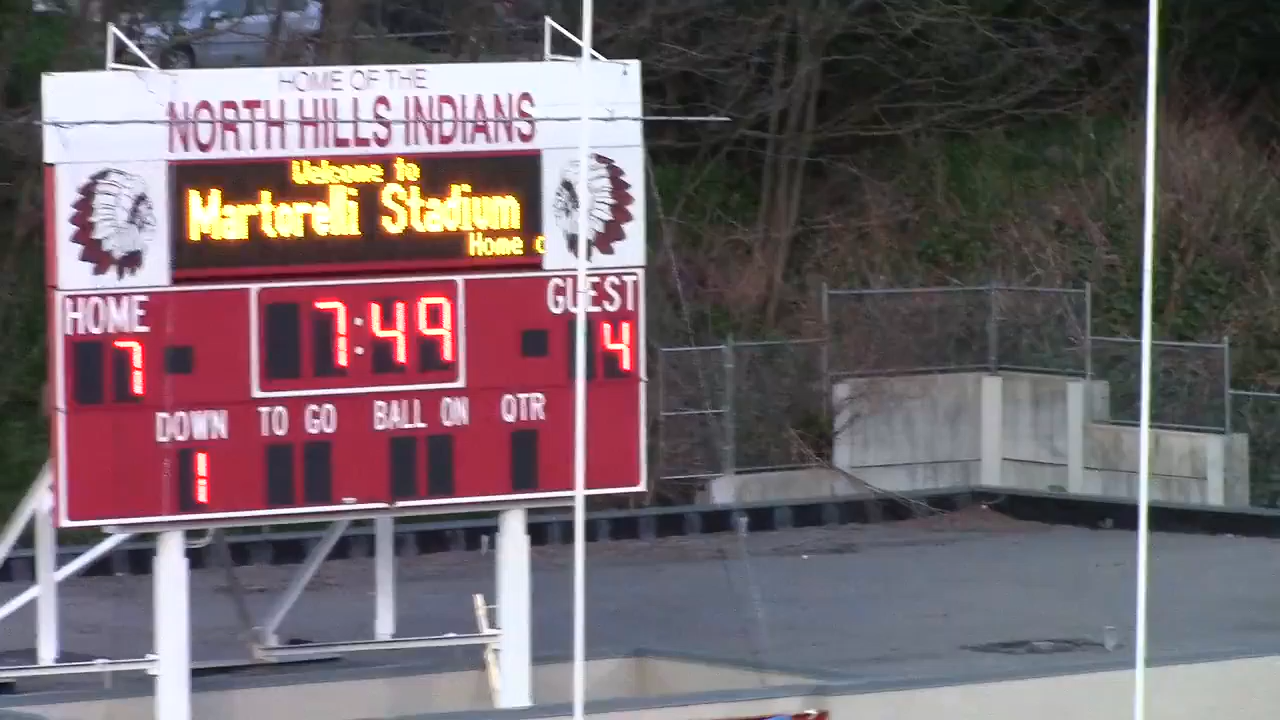 HOME OF THE
NORTH HILLS INDIANS
Welcome to
Martorelli Stadium
Home
HOME
7:49
GUEST
7
4
DOWN TO GO BALL ON QTR
1